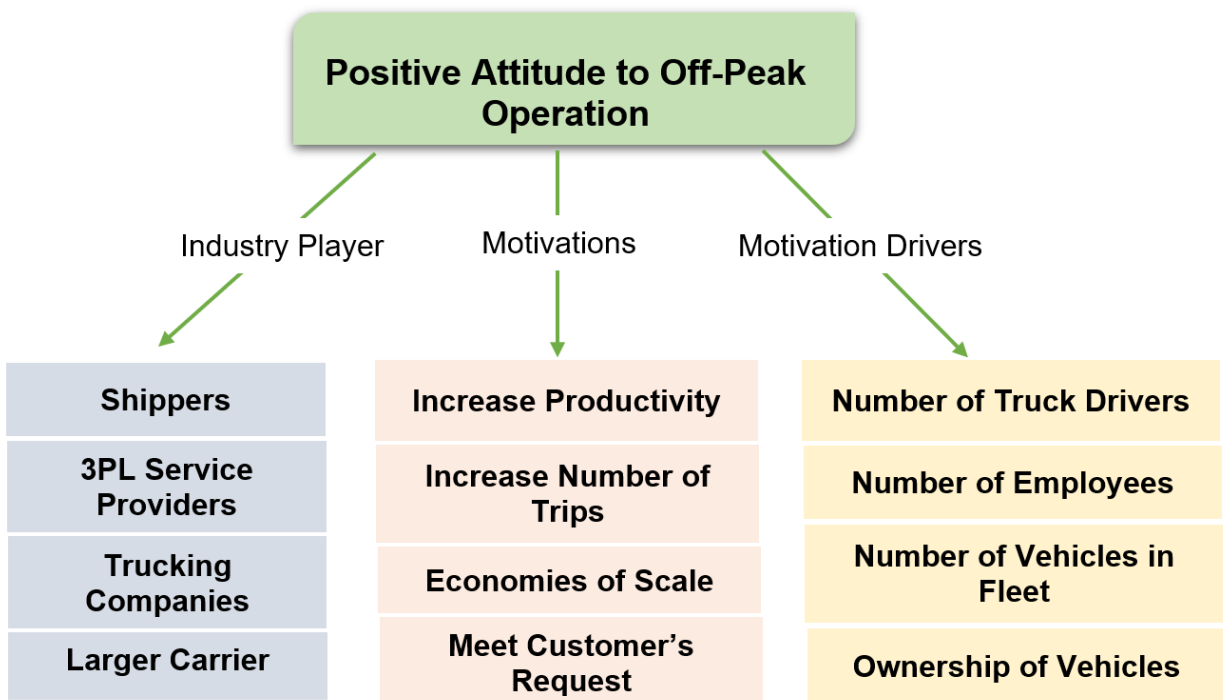 Positive Attitude to Off-Peak
Operation
Industry Player
Motivations
Motivation Drivers
Shippers
3PL Service
Providers
Trucking
Companies
Larger Carrier
Increase Productivity
Increase Number of
Trips
Economies of Scale
Meet Customer’s
Request
Number of Truck Drivers
Number of Employees
Number of Vehicles in
Fleet
Ownership of Vehicles